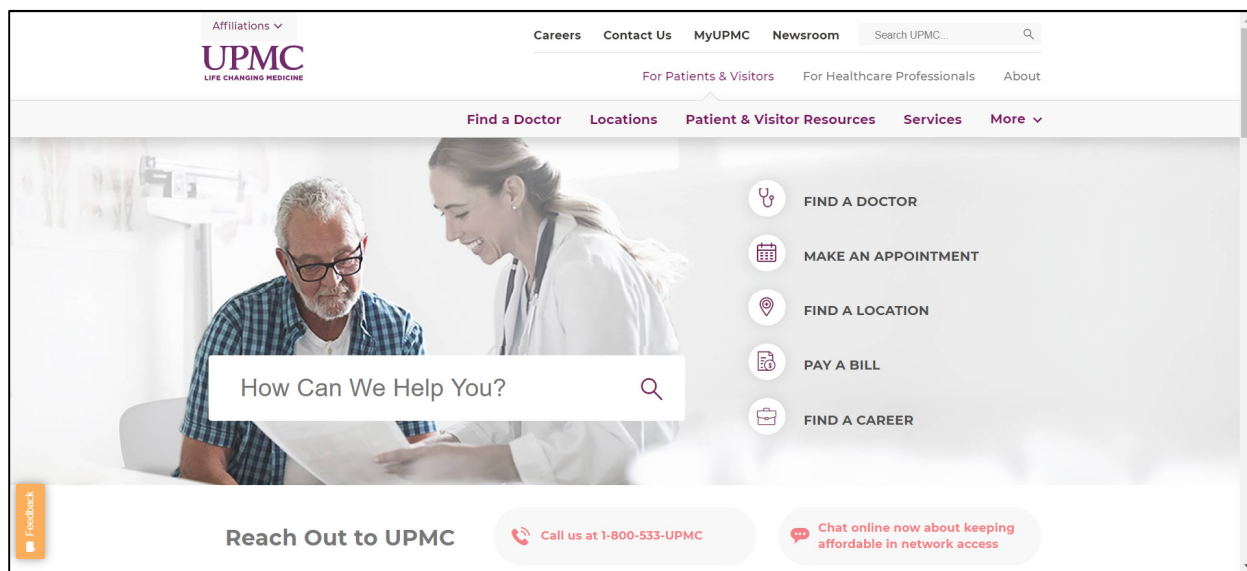 Affiliations
UPMC
LIFE CHANGING MEDICINE
Careers Contact Us MyUPMC Newsroom Search UPMC...
For Patients & Visitors For Healthcare Professionals About
Find a Doctor Locations Patient & Visitor Resources Services More
FIND A DOCTOR
MAKE AN APPOINTMENT
FIND A LOCATION
PAY A BILL
FIND A CAREER
How Can We Help You?
Feedback
Reach Out to UPMC
Call us at 1-800-533-UPMC
Chat online now about keeping
affordable in network access